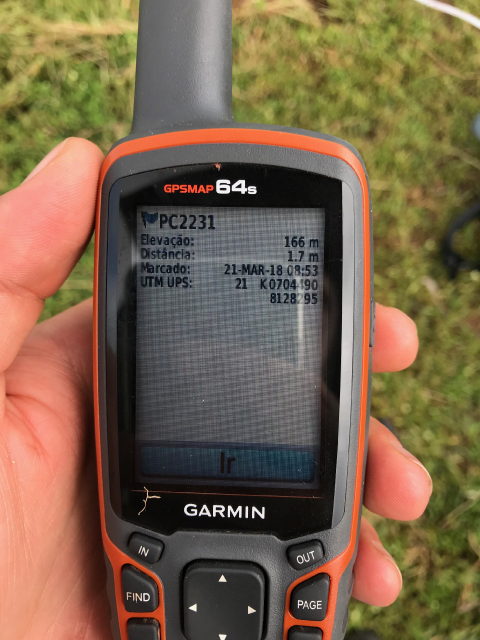 GPSMAP 64s
PC2231
Elevação: 166 m
Distância: 1.7 m
Marcado: 21-MAR-18 08:53
UTM UPS: 21 K 0704490
8128295
Ir
GARMIN
IN
OUT
FIND
PAGE